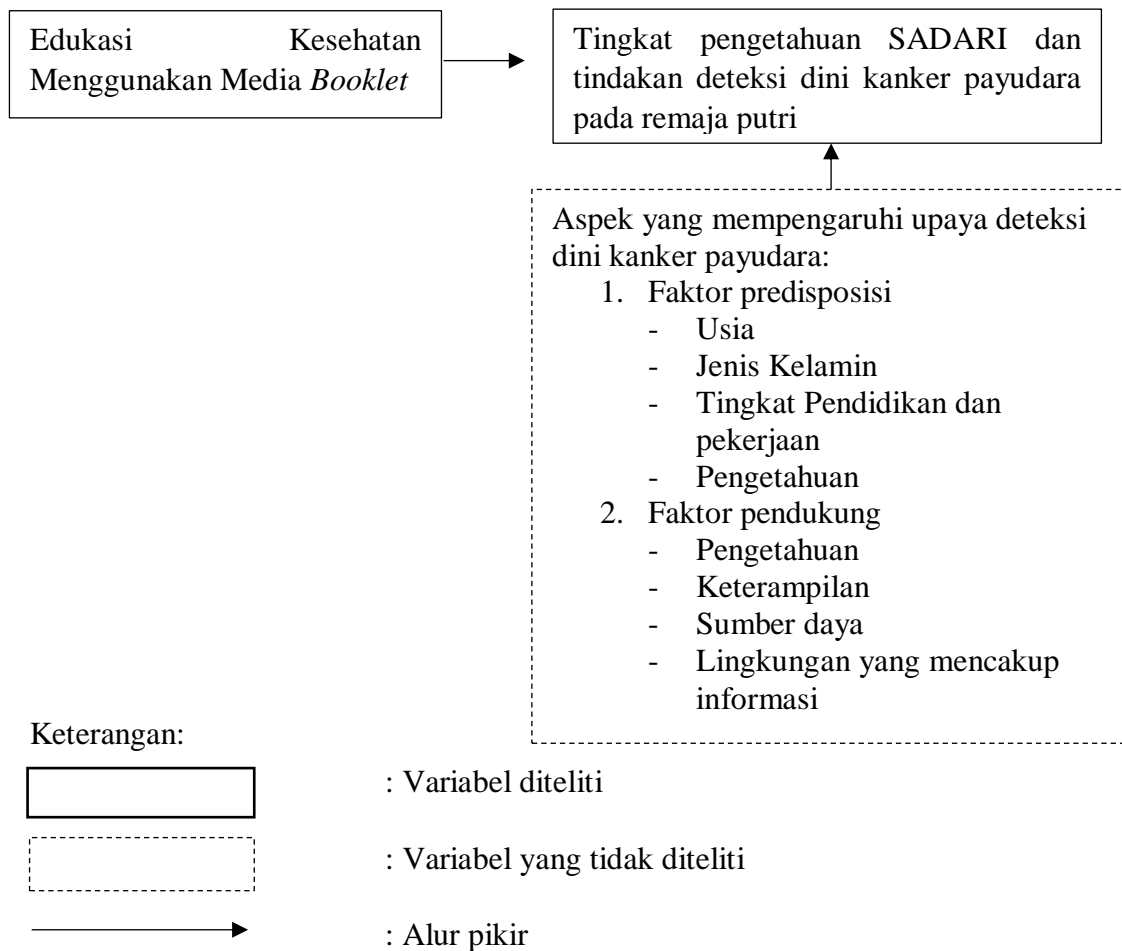 Edukasi Kesehatan
Menggunakan Media Booklet
Tingkat pengetahuan SADARI dan
tindakan deteksi dini kanker payudara
pada remaja putri
Aspek yang mempengaruhi upaya deteksi
dini kanker payudara:
1. Faktor predisposisi
- Usia
- Jenis Kelamin
- Tingkat Pendidikan dan
pekerjaan
- Pengetahuan
2. Faktor pendukung
- Pengetahuan
- Keterampilan
- Sumber daya
- Lingkungan yang mencakup
informasi
Keterangan:
: Variabel diteliti
: Variabel yang tidak diteliti
: Alur pikir